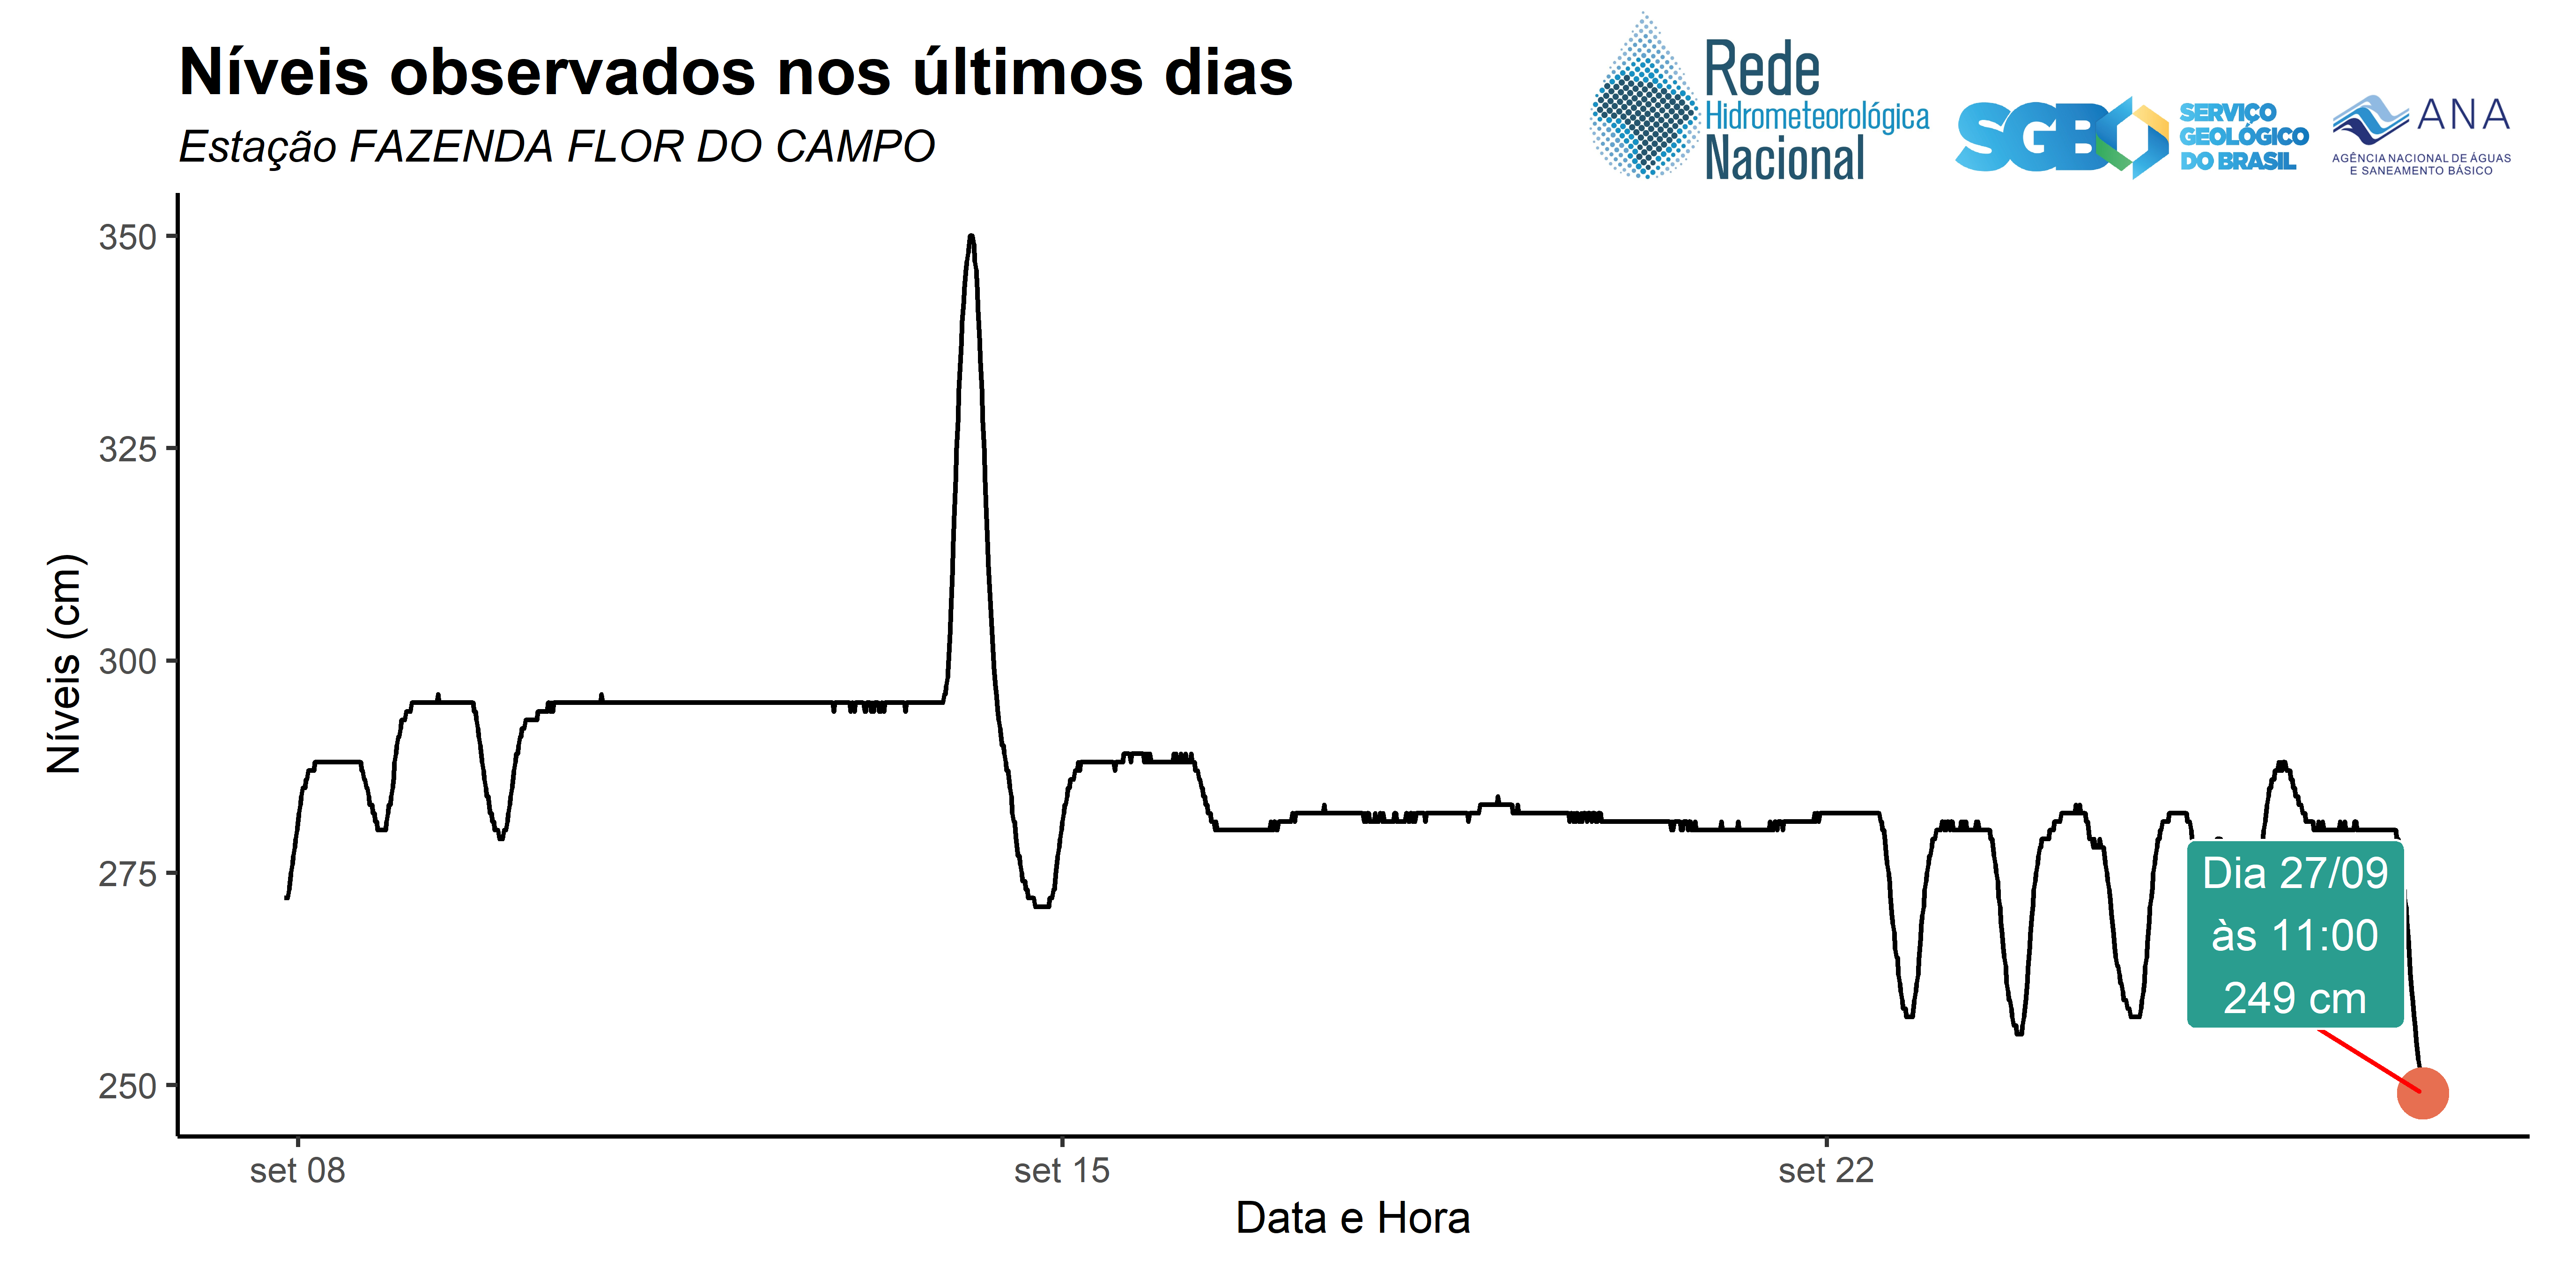 Níveis observados nos últimos dias
Estação FAZENDA FLOR DO CAMPO
Rede
Hidrometeorológica
Nacional
SGB
SERVIÇO
GEOLÓGICO
DO BRASIL
ANA
AGÊNCIA NACIONAL DE ÁGUAS
E SANEAMENTO BÁSICO
Níveis (cm)
350
325
300
275
250
Dia 27/09
às 11:00
249 cm
set 08
set 15
set 22
Data e Hora